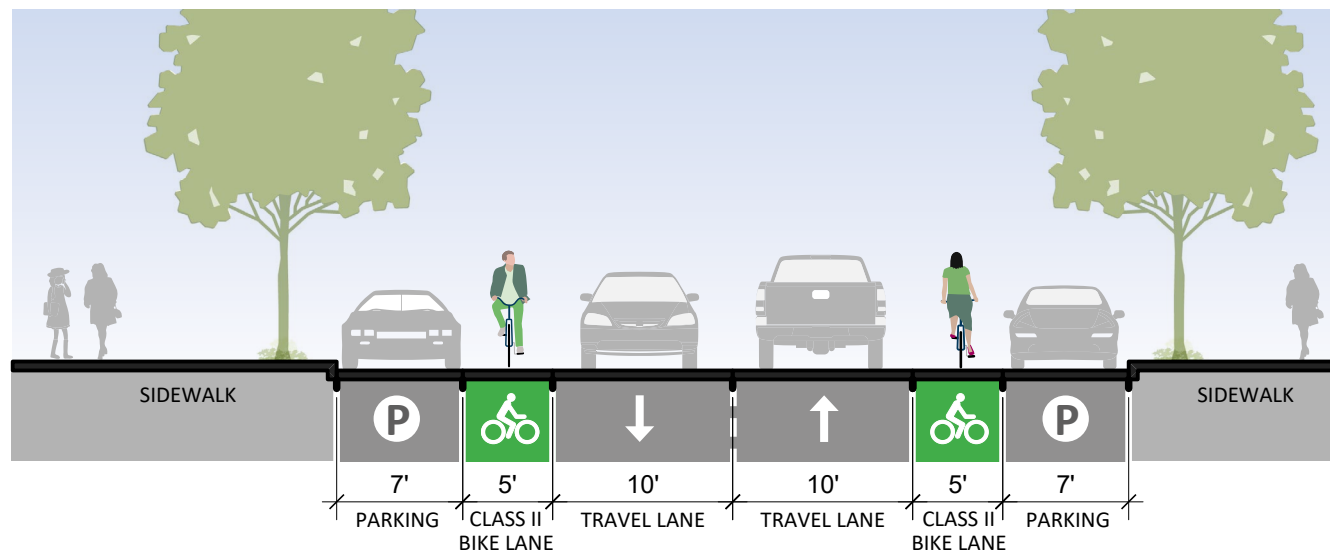 SIDEWALK
SIDEWALK
P
P
7'
5'
10'
10'
5'
7'
PARKING
CLASS II
BIKE LANE
TRAVEL LANE
TRAVEL LANE
CLASS II
BIKE LANE
PARKING